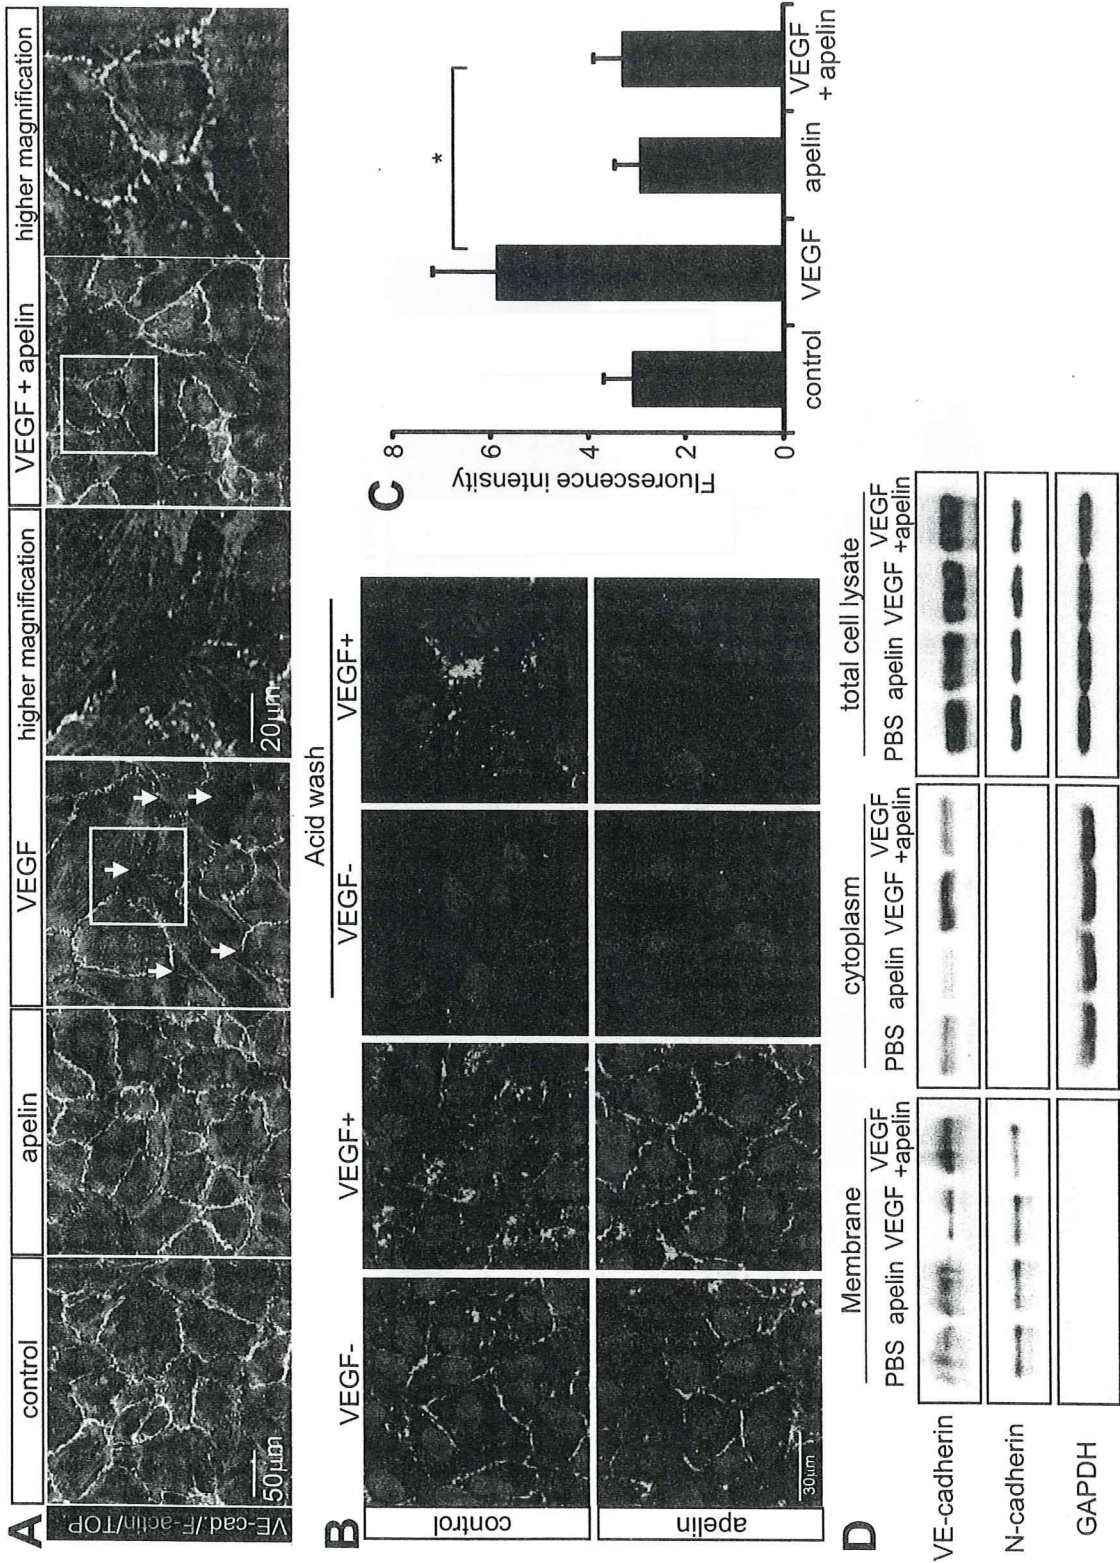 A
control
apelin
VEGF
higher magnification
VEGF + apelin
higher magnification
VE-cad./F-actin/TOP
50μm
20μm
B
Acid wash
VEGF-
VEGF+
VEGF-
VEGF+
control
apelin
30μm
C
Fluorescence intensity
8
6
4
2
0
*
control
VEGF
apelin
VEGF
+ apelin
D
Membrane
cytoplasm
total cell lysate
PBS apelin VEGF VEGF
+apelin
PBS apelin VEGF VEGF
+apelin
PBS apelin VEGF VEGF
+apelin
VE-cadherin
N-cadherin
GAPDH